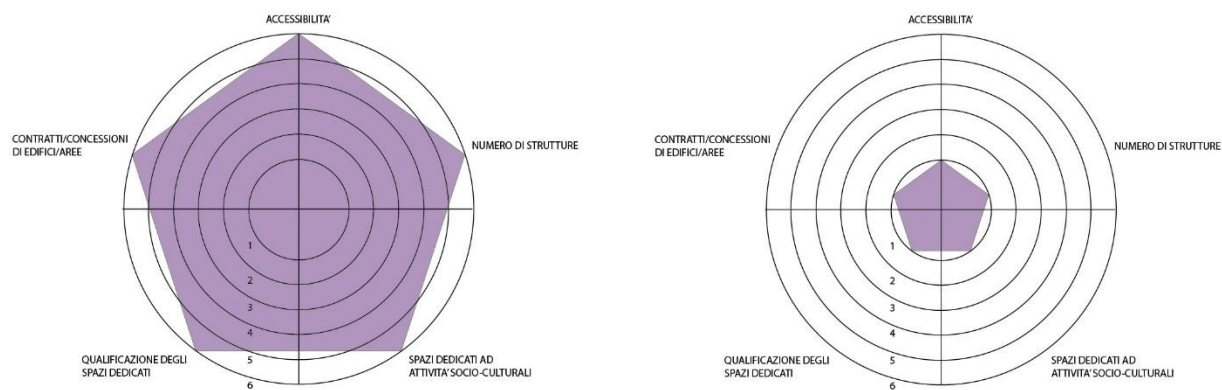 ACCESSIBILITA'
CONTRATTI/CONCESSIONI
DI EDIFICI/AREE
NUMERO DI STRUTTURE
1
2
3
4
5
6
QUALIFICAZIONE DEGLI
SPAZI DEDICATI
SPAZI DEDICATI AD
ATTIVITA' SOCIO-CULTURALI
ACCESSIBILITA'
CONTRATTI/CONCESSIONI
DI EDIFICI/AREE
NUMERO DI STRUTTURE
1
2
3
4
5
6
QUALIFICAZIONE DEGLI
SPAZI DEDICATI
SPAZI DEDICATI AD
ATTIVITA' SOCIO-CULTURALI